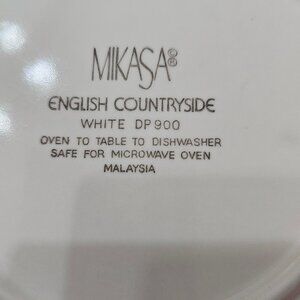 MIKASA©®
ENGLISH COUNTRYSIDE
WHITE DP900
OVEN TO TABLE TO DISHWASHER
SAFE FOR MICROWAVE OVEN
MALAYSIA